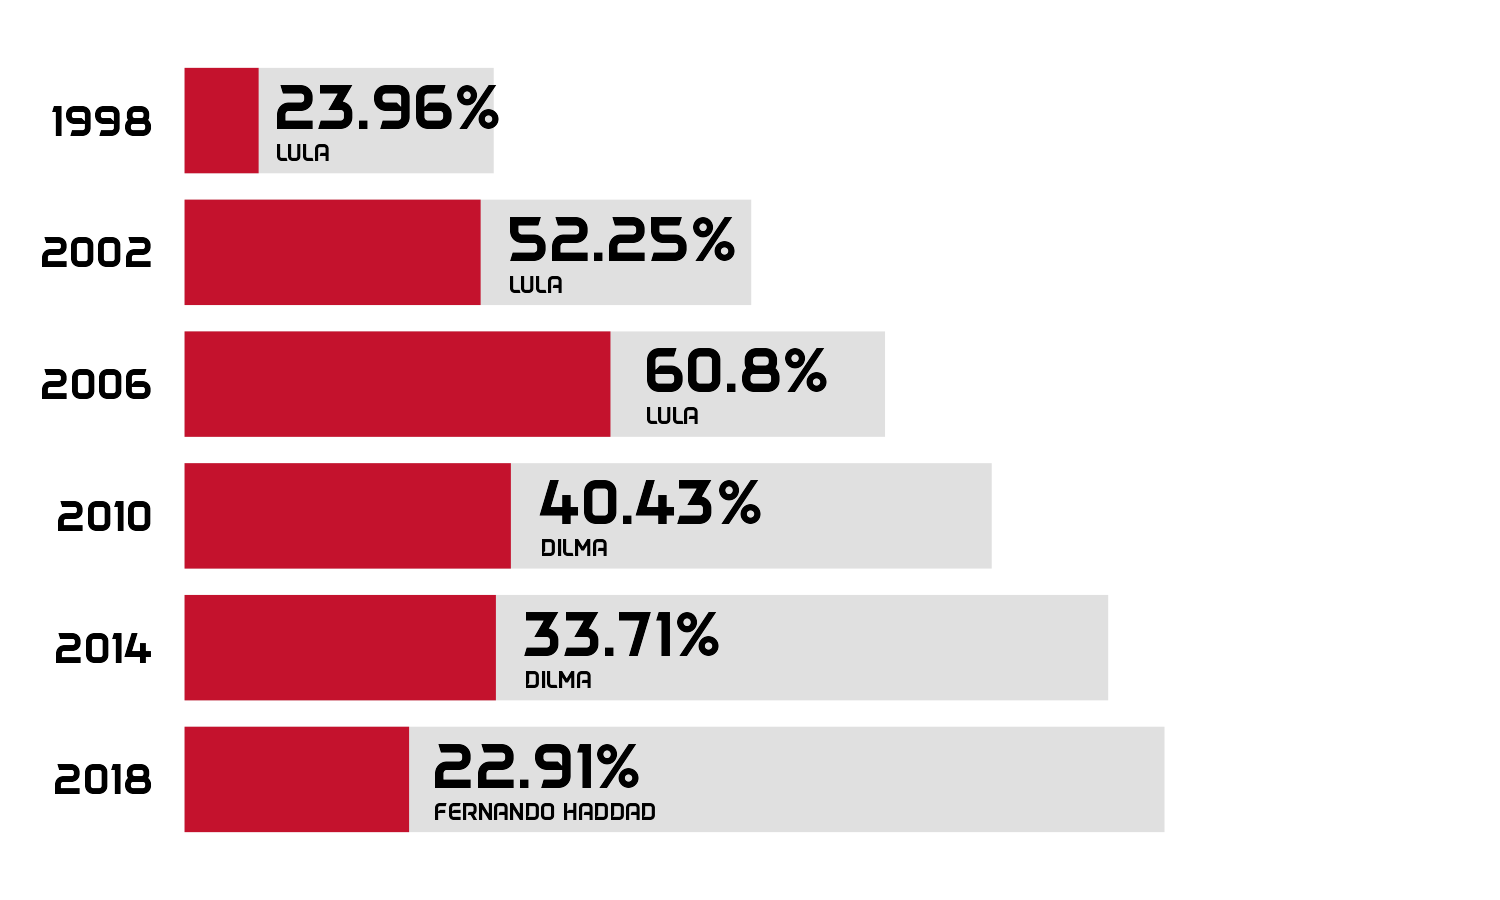 1998
23.96%
LULA
2002
52.25%
LULA
2006
60.8%
LULA
2010
40.43%
DILMA
2014
33.71%
DILMA
2018
22.91%
FERNANDO HADDAD